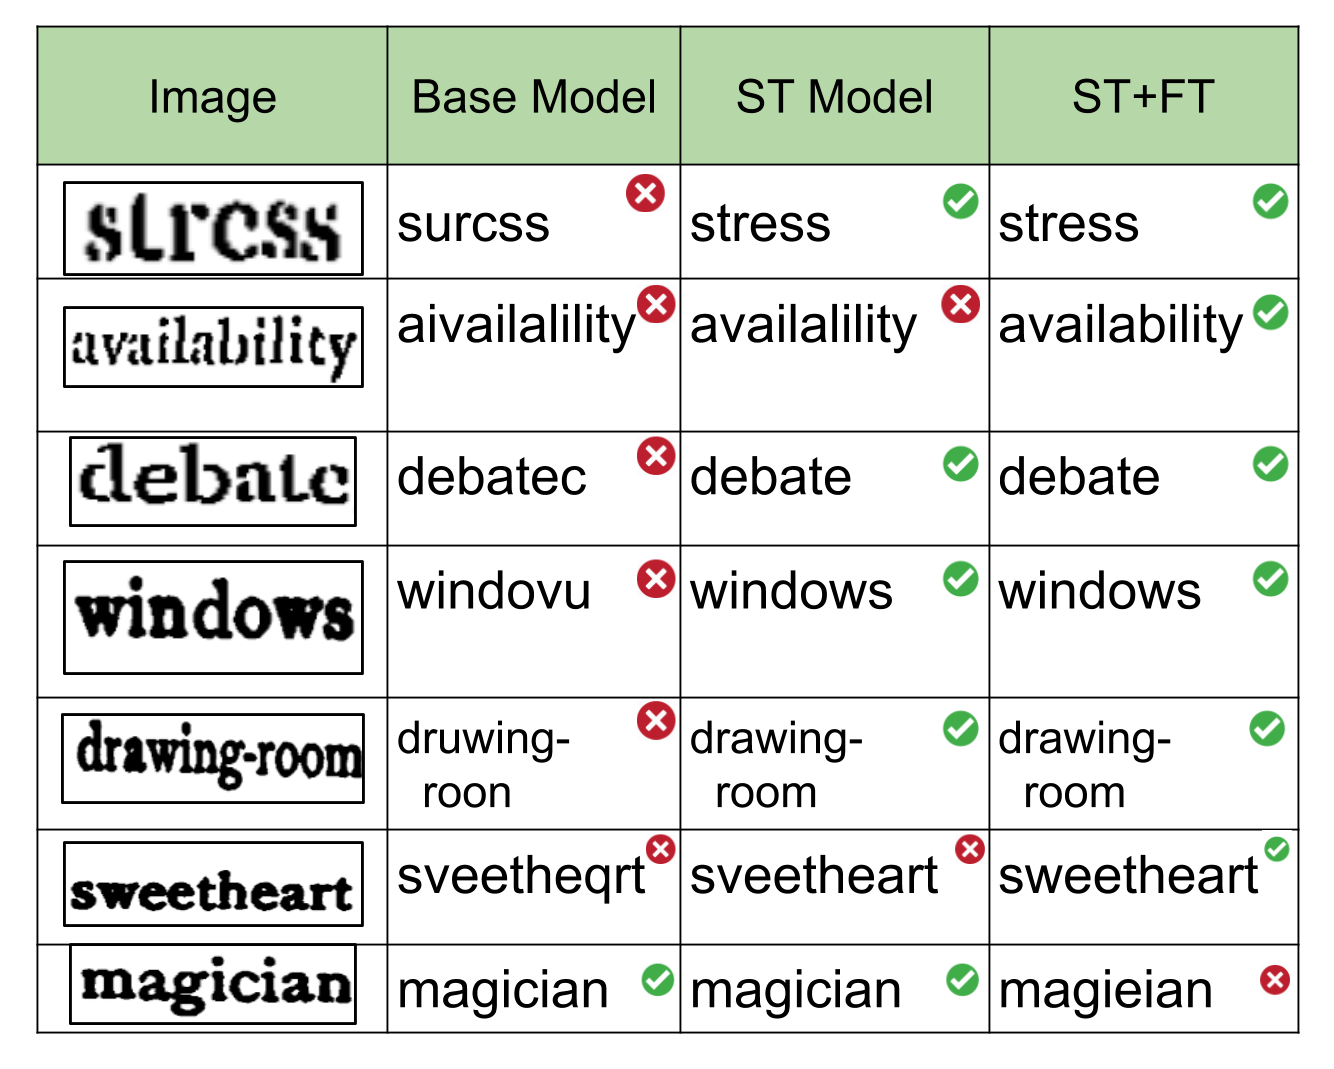 Image Base Model ST Model ST+FT
stress surcss stress stress
availability aivailalility availalility availability
debate debatec debate debate
windows windovu windows windows
drawing-room druwing- drawing- drawing-
roon room room
sweetheart sveetheqrt sveetheart sweetheart
magician magician magician magieian